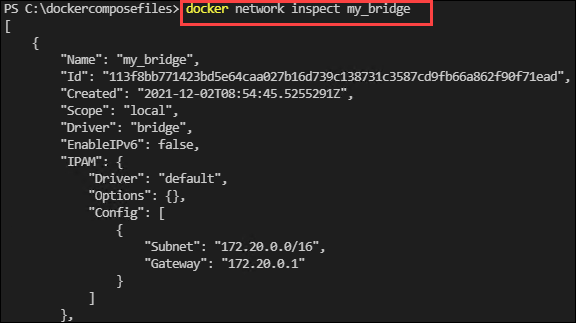 PS C:\dockercomposefiles> docker network inspect my_bridge
[
    {
        "Name": "my_bridge",
        "Id": "113f8bb771423bd5e64caa027b16d739c138731c3587cd9fb66a862f90f71ead",
        "Created": "2021-12-02T08:54:45.5255291Z",
        "Scope": "local",
        "Driver": "bridge",
        "EnableIPv6": false,
        "IPAM": {
            "Driver": "default",
            "Options": {},
            "Config": [
                {
                    "Subnet": "172.20.0.0/16",
                    "Gateway": "172.20.0.1"
                }
            ]
        },